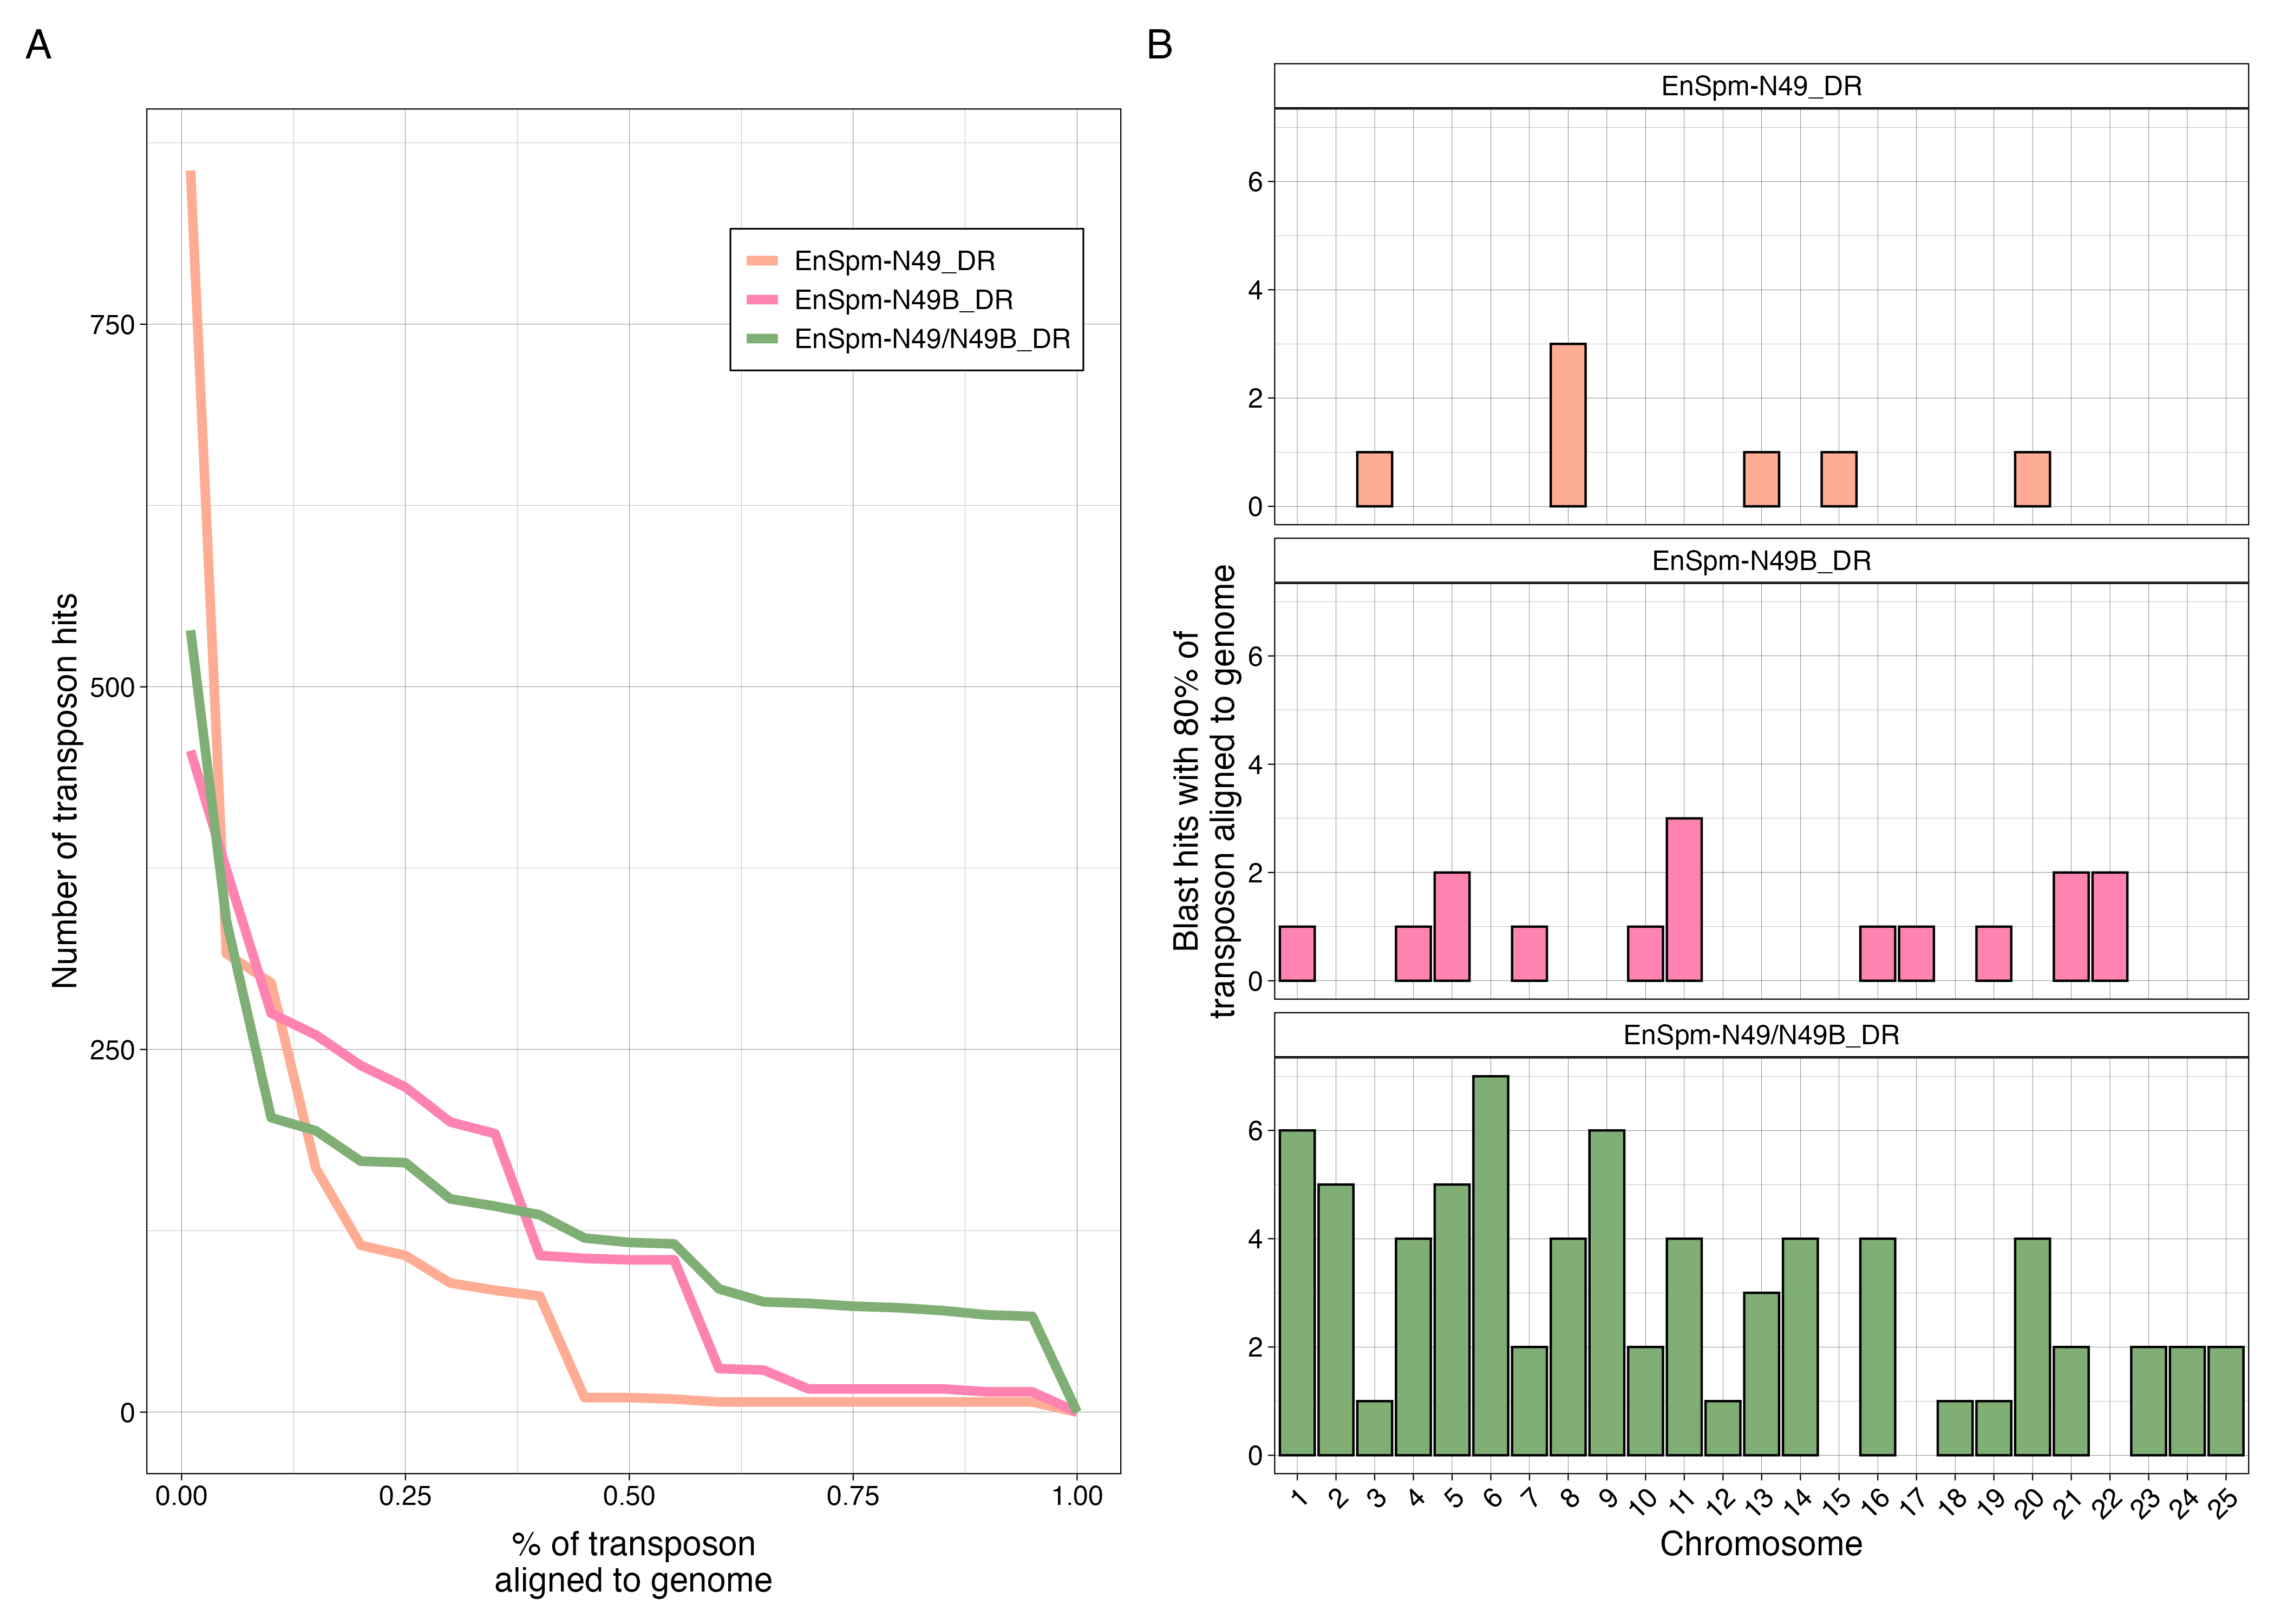 A
Number of transposon hits
750
500
250
0
EnSpm-N49_DR
EnSpm-N49B_DR
EnSpm-N49/N49B_DR
0.00 0.25 0.50 0.75 1.00
% of transposon
aligned to genome
B
Blast hits with 80% of
transposon aligned to genome
EnSpm-N49_DR
6
4
2
0
EnSpm-N49B_DR
6
4
2
0
EnSpm-N49/N49B_DR
6
4
2
0
1 2 3 4 5 6 7 8 9 10 11 12 13 14 15 16 17 18 19 20 21 22 23 24 25
Chromosome